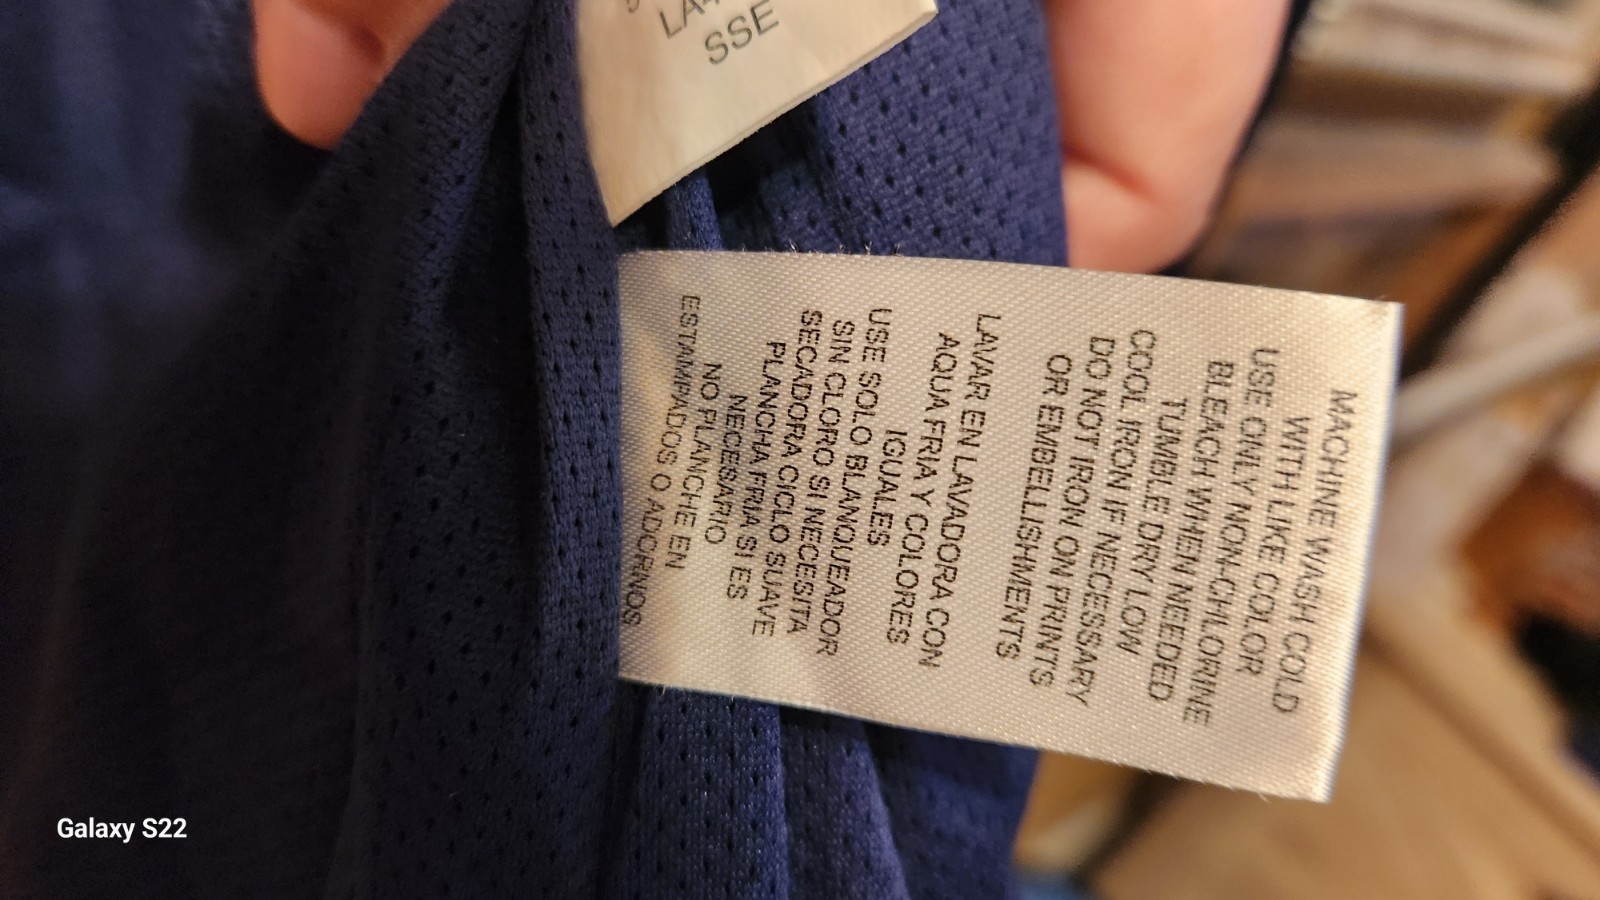 SSE
MACHINE WASH COLD
WITH LIKE COLOR
USE ONLY NON-CHLORINE
BLEACH WHEN NEEDED
TUMBLE DRY LOW
COOL IRON IF NECESSARY
DO NOT IRON ON PRINTS
OR EMBELLISHMENTS
LAVAR EN LAVADORA CON
AQUA FRIA Y COLORES
IGUALES
USE SOLO BLANQUEADOR
SIN CLORO SI NECESITA
SECADORA CICLO SUAVE
PLANCHA FRIA SI ES
NECESARIO
NO PLANCHE EN
ESTAMPADOS O ADORNOS
Galaxy S22